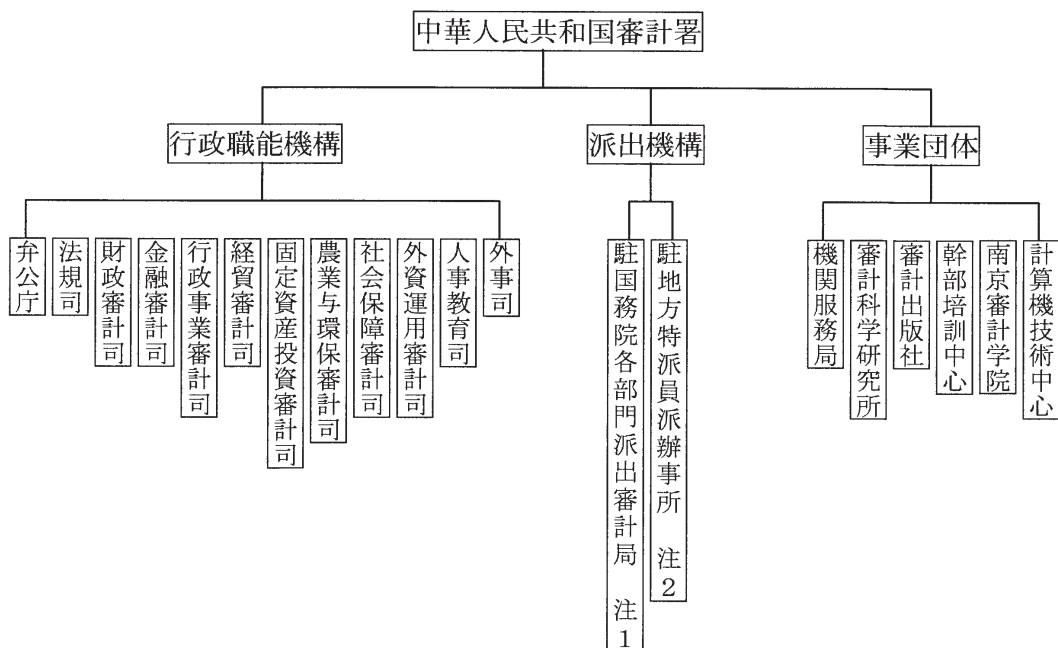 中華人民共和国審計署
行政職能機構
派出機構
事業団体
弁公庁
法規司
財政審計司
金融審計司
行政事業審計司
経貿審計司
固定資産投資審計司
農業与環保審計司
社会保障審計司
外資運用審計司
人事教育司
外事司
駐国務院各部門派出審計局 注1
駐地方特派員派辦事所 注2
機関服務局
審計科学研究所
審計出版社
幹部培訓中心
南京審計学院
計算機技術中心